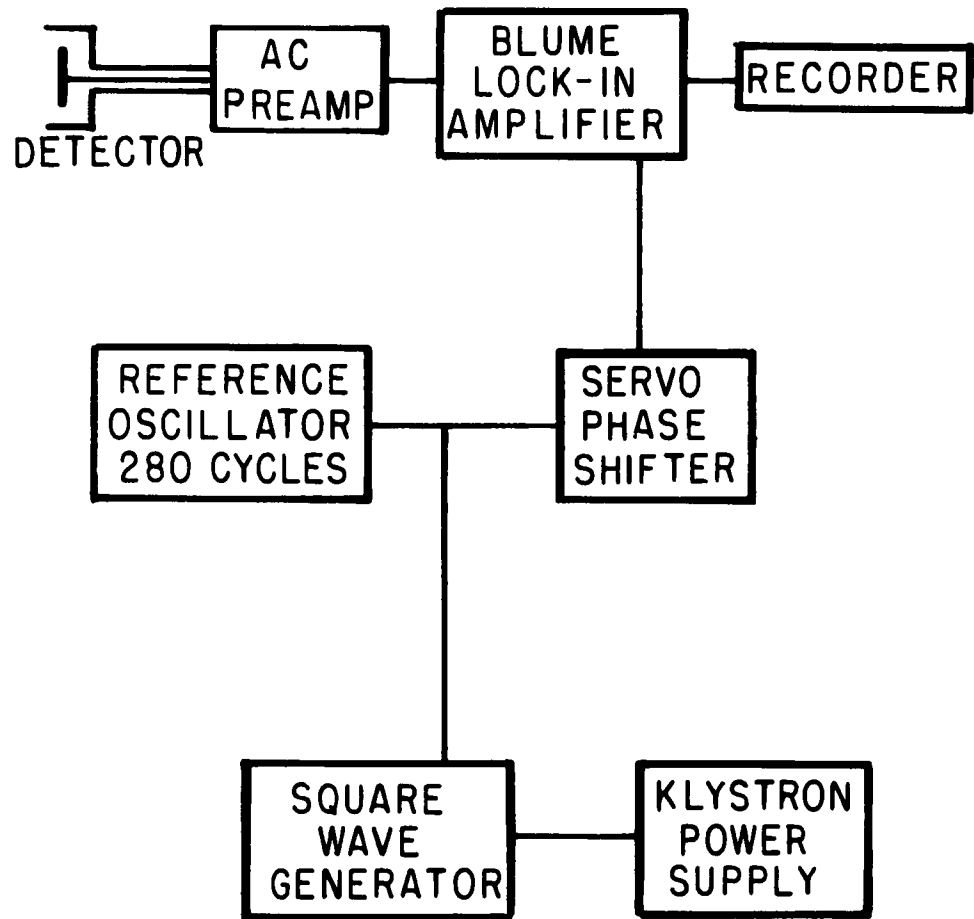 DETECTOR
AC
PREAMP
BLUME
LOCK-IN
AMPLIFIER
RECORDER
REFERENCE
OSCILLATOR
280 CYCLES
SERVO
PHASE
SHIFTER
SQUARE
WAVE
GENERATOR
KLYSTRON
POWER
SUPPLY